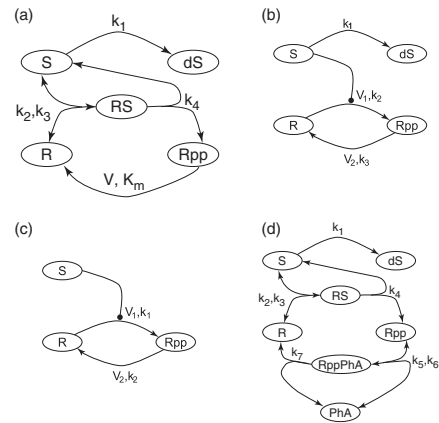 (a)
k1
S
dS
k2,k3
RS
k4
R
Rpp
V, Km
(b)
k1
S
dS
V1,k2
R
Rpp
V2,k3
(c)
S
V1,k1
R
Rpp
V2,k2
(d)
k1
S
dS
k2,k3
RS
k4
R
Rpp
k7
RppPhA
k5,k6
PhA